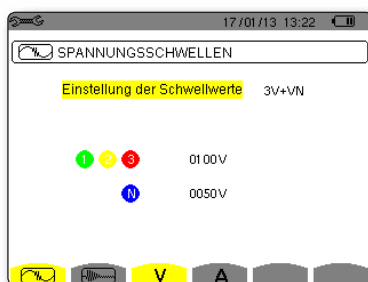 17/01/13 13:22
SPANNUNGSSCHWELLEN
Einstellung der Schwellwerte 3V+VN
1 2 3 0100V
N 0050V
V A